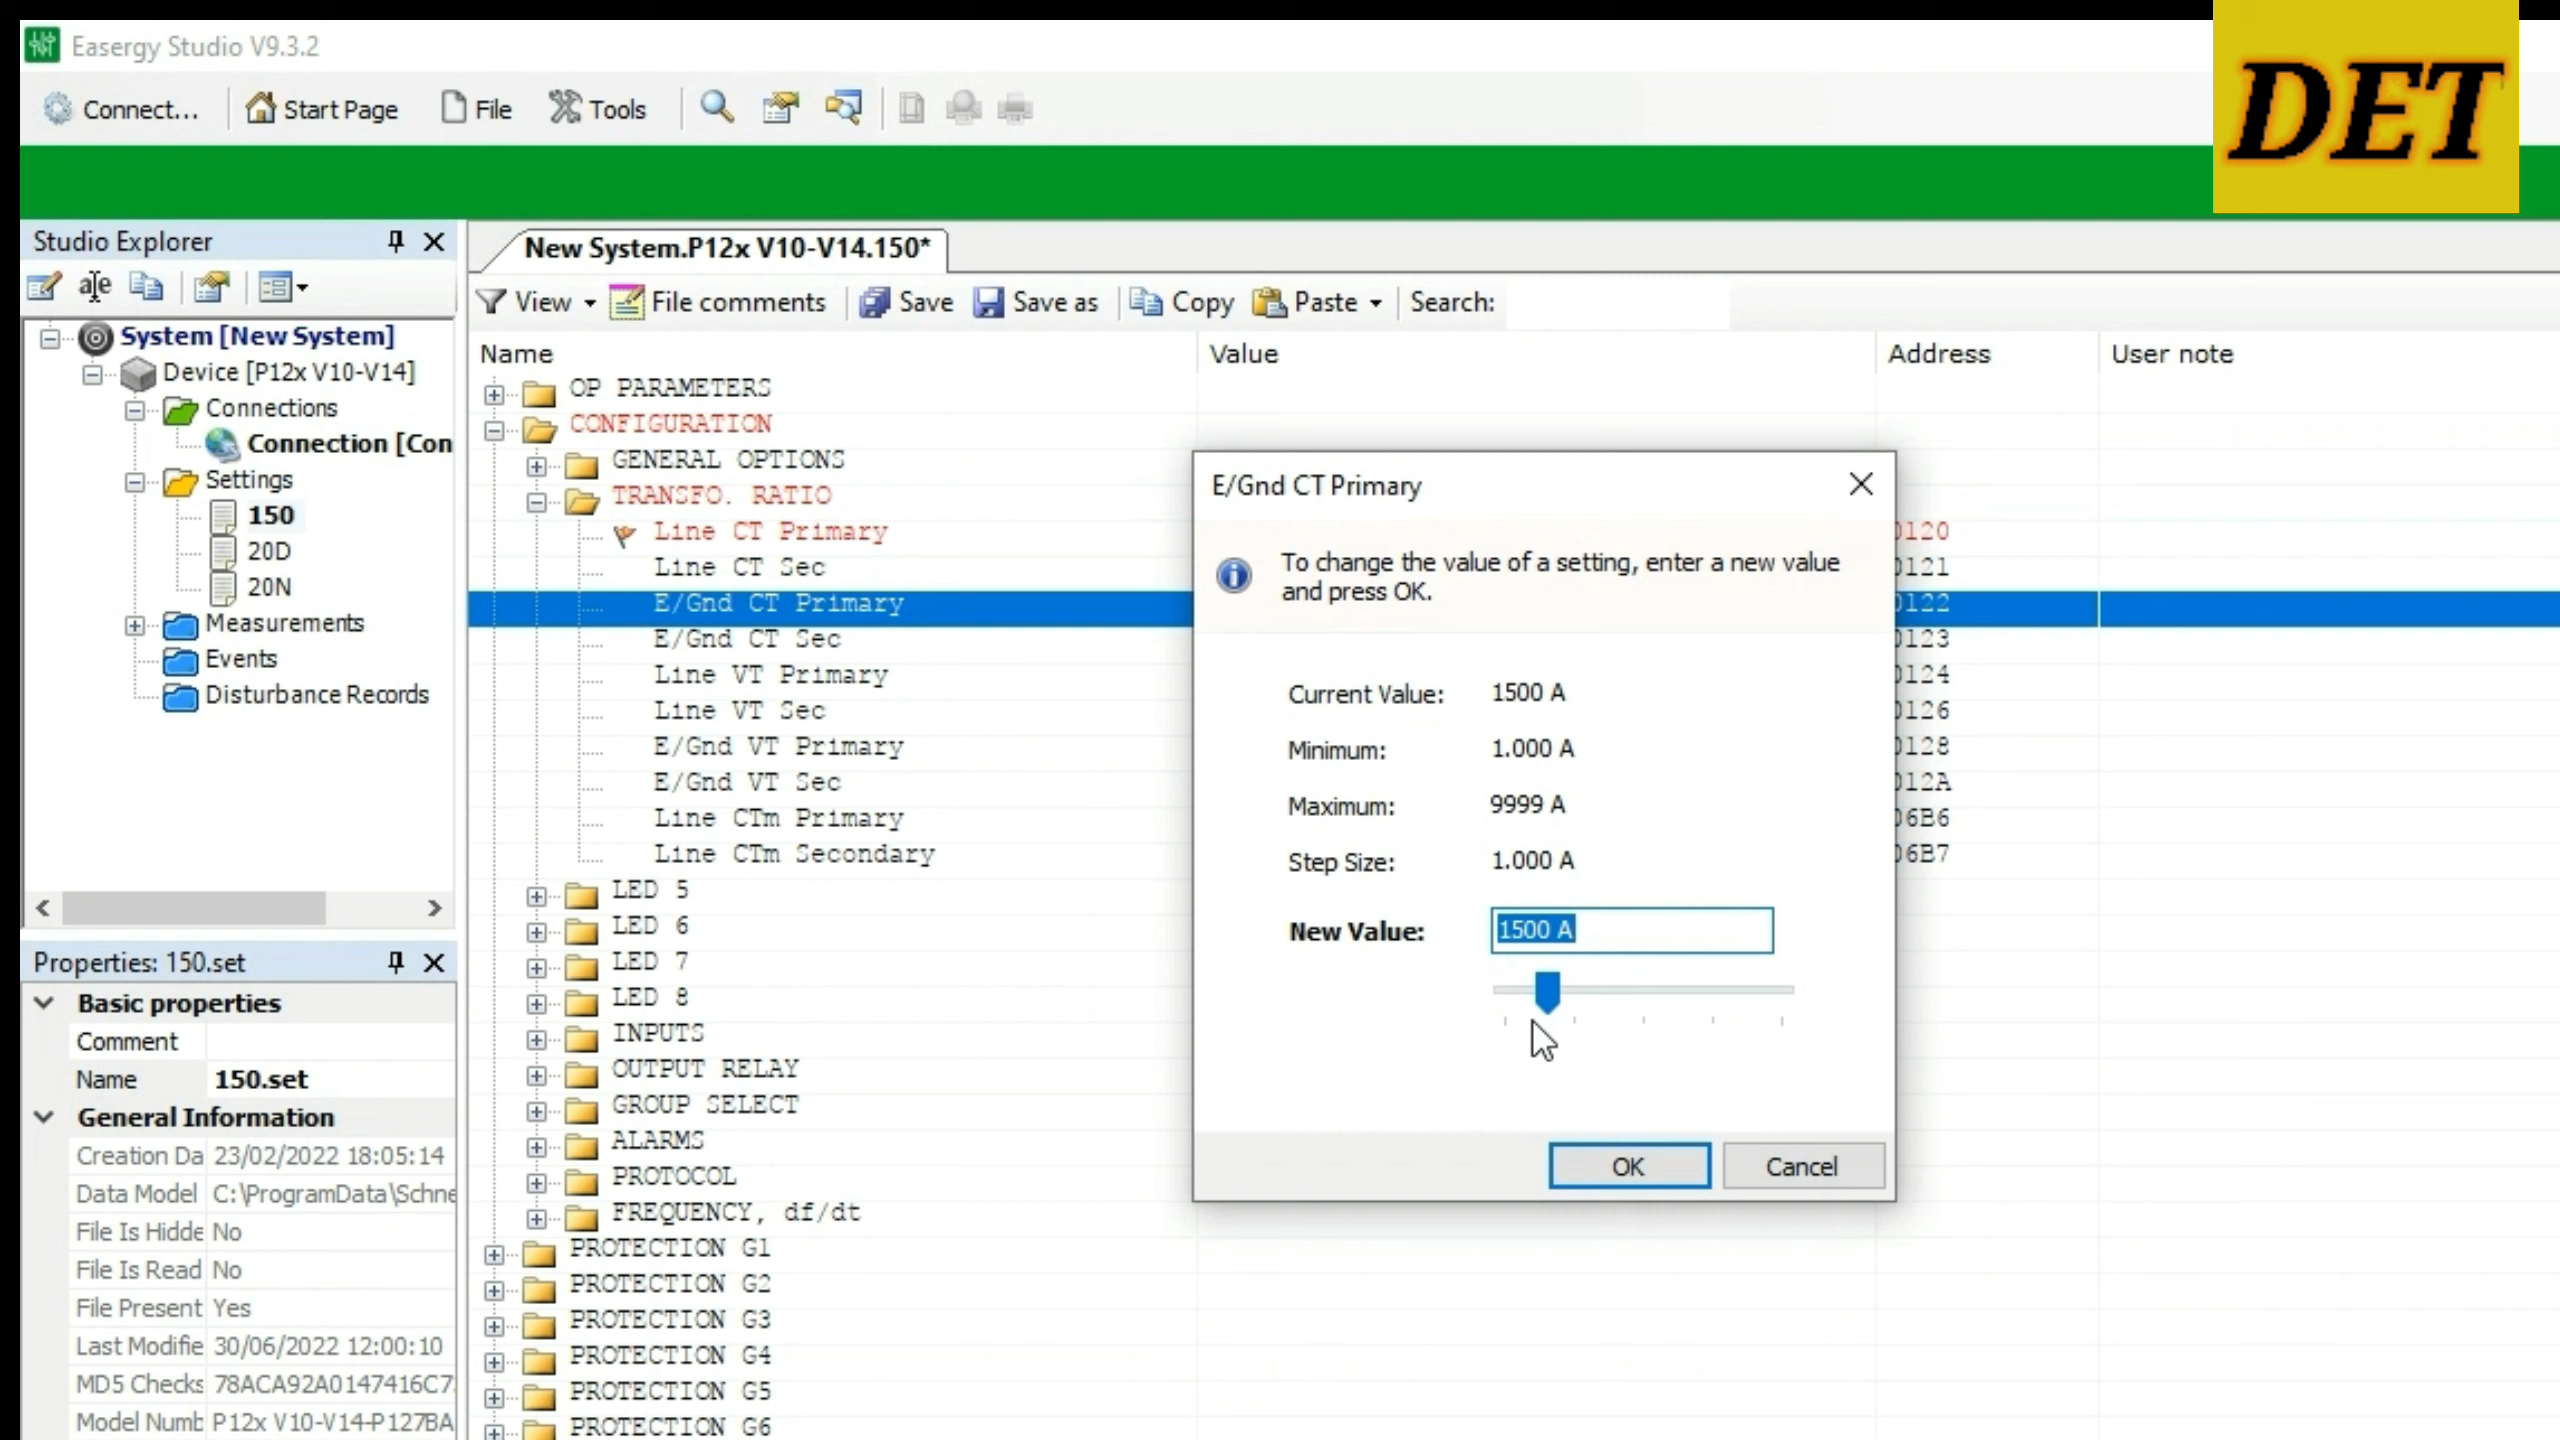 Easergy Studio V9.3.2
DET
Connect... Start Page File Tools
Studio Explorer
New System.P12x V10-V14.150*
View File comments Save Save as Copy Paste Search:
System [New System]
Device [P12x V10-V14]
Connections
Connection [Con
Settings
150
20D
20N
Measurements
Events
Disturbance Records
Name Value Address User note
OP PARAMETERS
CONFIGURATION
GENERAL OPTIONS
TRANSFO. RATIO
Line CT Primary 0120
Line CT Sec 0121
E/Gnd CT Primary 0122
E/Gnd CT Sec 0123
Line VT Primary 0124
Line VT Sec 0126
E/Gnd VT Primary 0128
E/Gnd VT Sec 012A
Line CTm Primary 06B6
Line CTm Secondary 06B7
LED 5
LED 6
LED 7
LED 8
INPUTS
OUTPUT RELAY
GROUP SELECT
ALARMS
PROTOCOL
FREQUENCY, df/dt
PROTECTION G1
PROTECTION G2
PROTECTION G3
PROTECTION G4
PROTECTION G5
PROTECTION G6
E/Gnd CT Primary
To change the value of a setting, enter a new value
and press OK.
Current Value: 1500 A
Minimum: 1.000 A
Maximum: 9999 A
Step Size: 1.000 A
New Value: 1500 A
OK Cancel
Properties: 150.set
Basic properties
Comment
Name 150.set
General Information
Creation Da 23/02/2022 18:05:14
Data Model C:\ProgramData\Schne
File Is Hidde No
File Is Read No
File Present Yes
Last Modifie 30/06/2022 12:00:10
MD5 Checks 78ACA92A0147416C7
Model Numb P12x V10-V14-P127BA